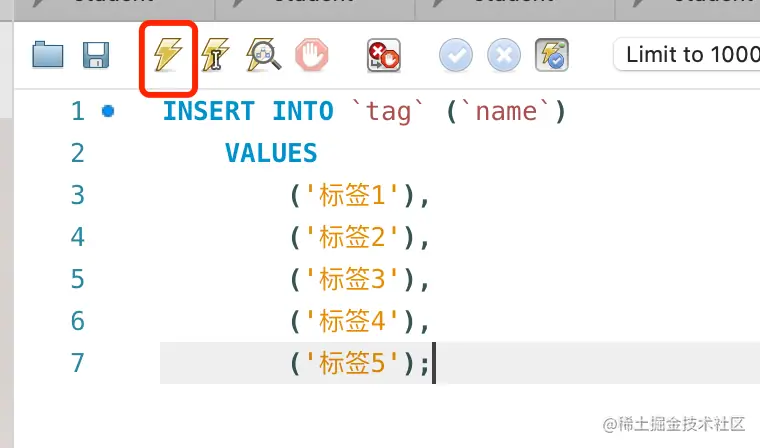 Limit to 1000
1 INSERT INTO `tag` (`name`)
2 VALUES
3 ('标签1'),
4 ('标签2'),
5 ('标签3'),
6 ('标签4'),
7 ('标签5');
@稀土掘金技术社区